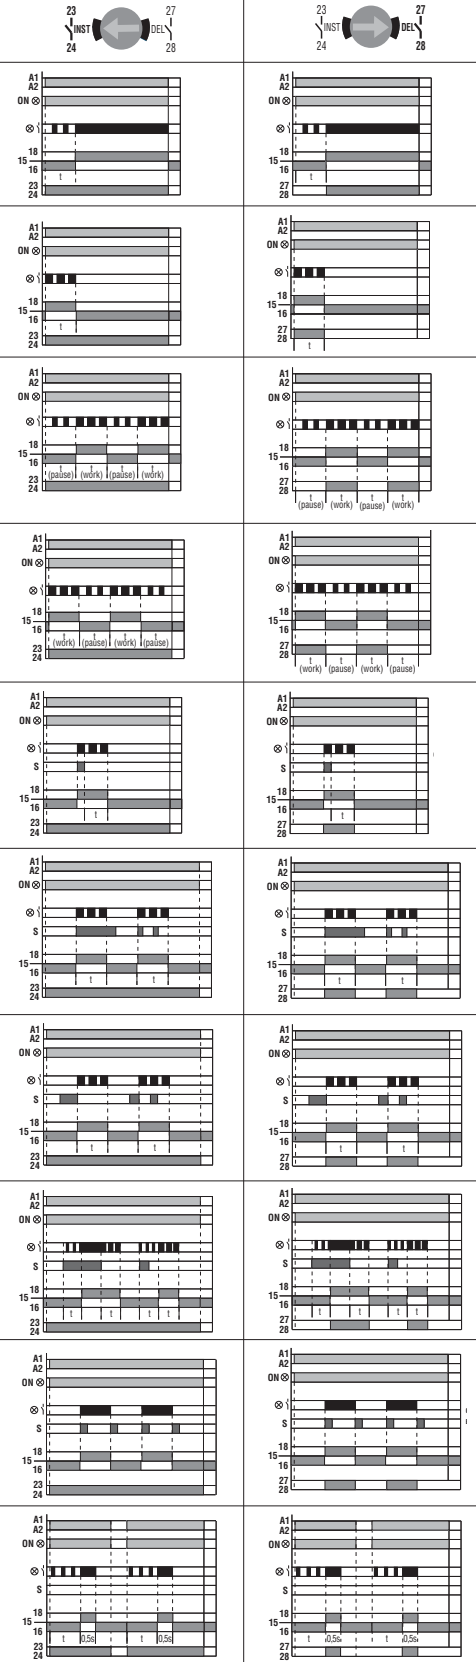 23 27 23 27
INST DEL INST DEL
24 28 24 28
A1 A1
A2 A2
ON ON
18 18
15 15
16 16
t t
23 27
24 28
A1 A1
A2 A2
ON ON
18 18
15 15
16 16
t
23 27
24 28
t
A1 A1
A2 A2
ON ON
18 18
15 15
16 16
t t t t
(pause) (work) (pause) (work)
23 27
24 28
t t t t
(pause) (work) (pause) (work)
A1 A1
A2 A2
ON ON
18 18
15 15
16 16
t t t t
(work) (pause) (work) (pause)
23 27
24 28
t t t t
(work) (pause) (work) (pause)
A1 A1
A2 A2
ON ON
S S
18 18
15 15
16 16
t t
23 27
24 28
A1 A1
A2 A2
ON ON
S S
18 18
15 15
16 16
t t t t
23 27
24 28
A1 A1
A2 A2
ON ON
S S
18 18
15 15
16 16
t t t t
23 27
24 28
A1 A1
A2 A2
ON ON
S S
18 18
15 15
16 16
t t t t t t t t
23 27
24 28
A1 A1
A2 A2
ON ON
S S
18 18
15 15
16 16
23 27
24 28
A1 A1
A2 A2
ON ON
S S
18 18
15 15
16 16
t 0,5s t 0,5s t 0,5s t 0,5s
23 27
24 28